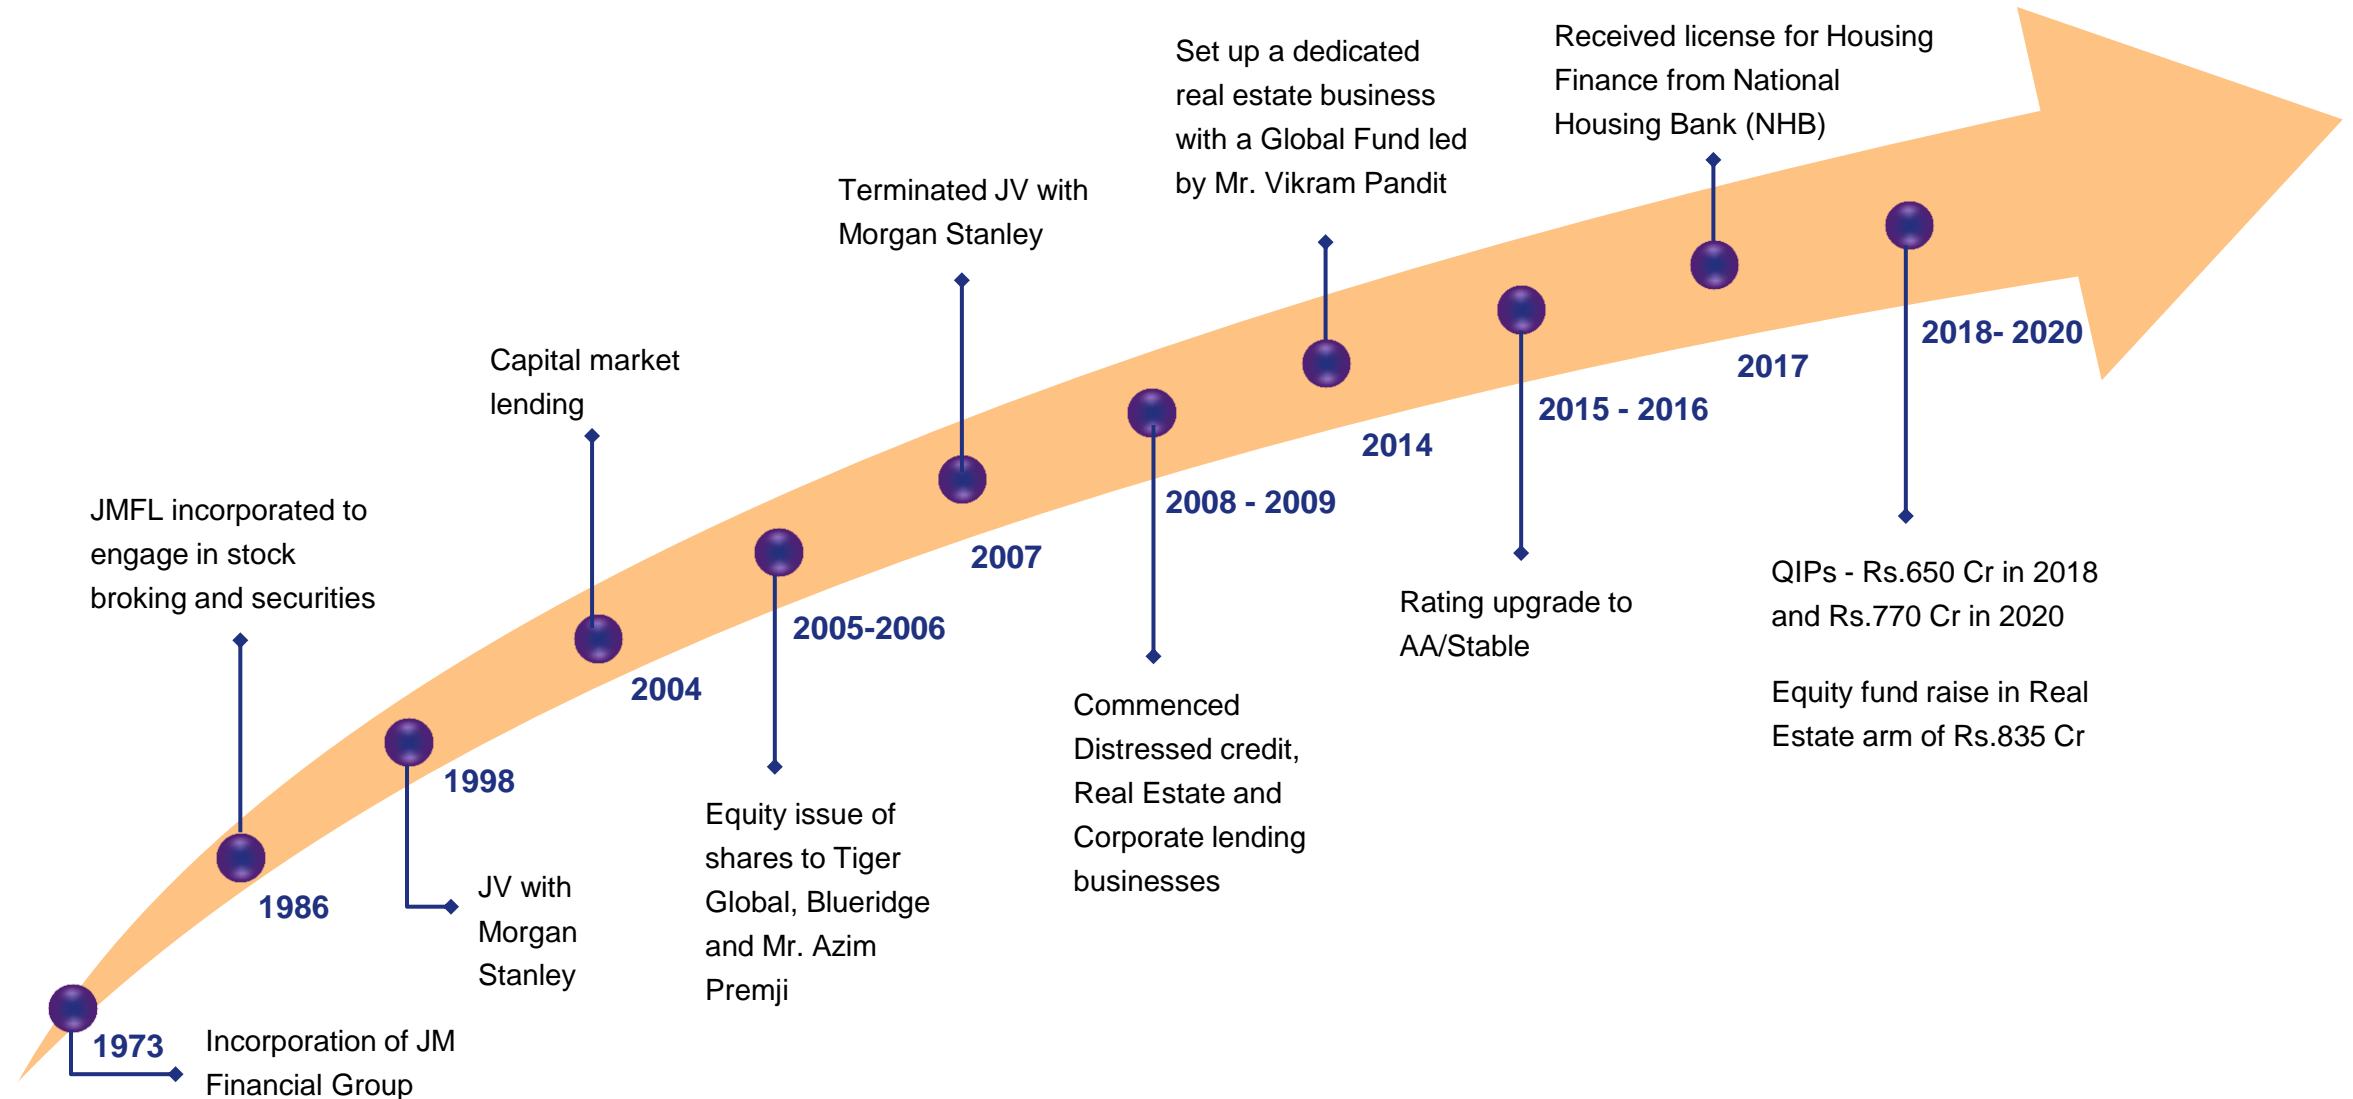 1973
Incorporation of JM
Financial Group
JMFL incorporated to
engage in stock
broking and securities
1986
1998
JV with
Morgan
Stanley
Capital market
lending
2004
2005-2006
Equity issue of
shares to Tiger
Global, Blueridge
and Mr. Azim
Premji
Terminated JV with
Morgan Stanley
2007
2008 - 2009
Commenced
Distressed credit,
Real Estate and
Corporate lending
businesses
Set up a dedicated
real estate business
with a Global Fund led
by Mr. Vikram Pandit
2014
2015 - 2016
Rating upgrade to
AA/Stable
Received license for Housing
Finance from National
Housing Bank (NHB)
2017
2018- 2020
QIPs - Rs.650 Cr in 2018
and Rs.770 Cr in 2020
Equity fund raise in Real
Estate arm of Rs.835 Cr